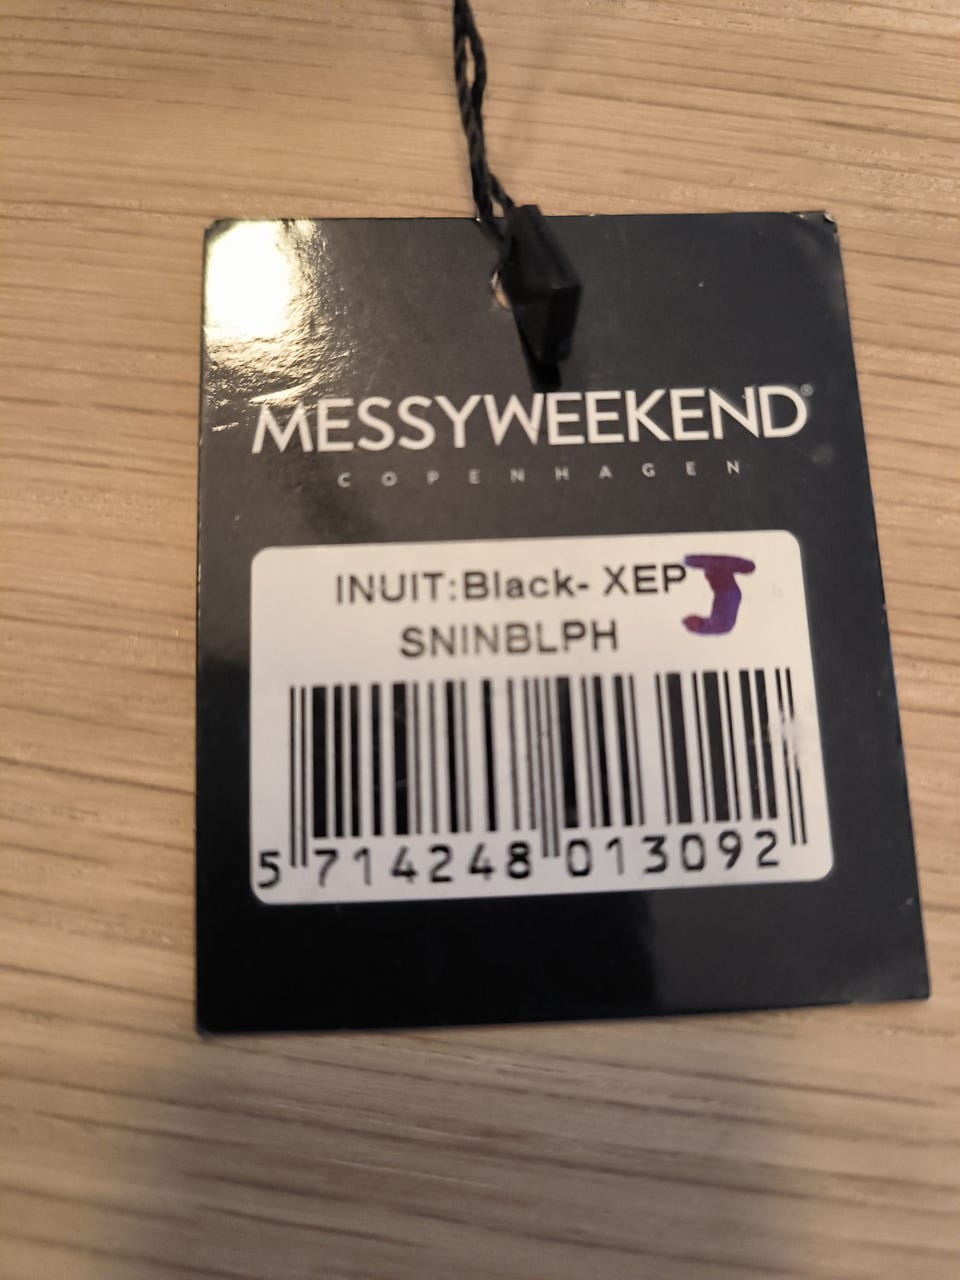 MESSYWEEKEND®
COPENHAGEN
INUIT:Black- XEP J
SNINBLPH
5 714248 013092